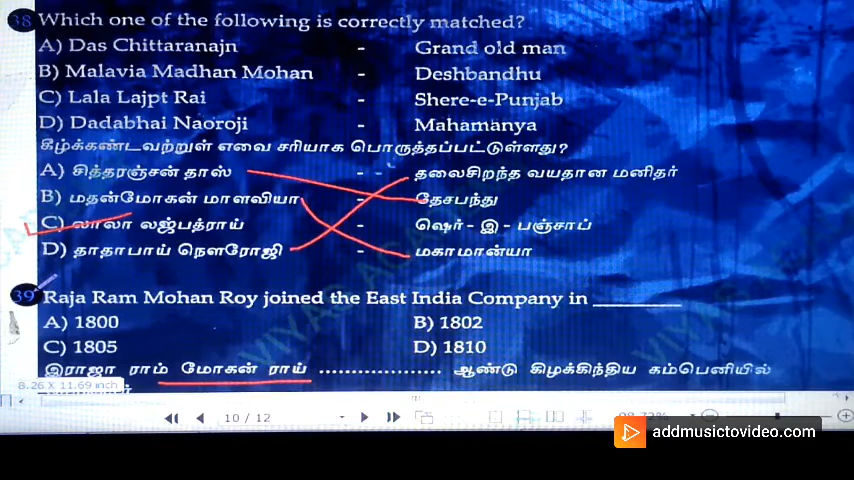 38 Which one of the following is correctly matched?
A) Das Chittaranajn - Grand old man
B) Malavia Madhan Mohan - Deshbandhu
C) Lala Lajpt Rai - Shere-e-Punjab
D) Dadabhai Naoroji - Mahamanya
கீழ்க்கண்டவற்றுள் எவை சரியாக பொருத்தப்பட்டுள்ளது?
A) சித்தரஞ்சன் தாஸ் - தலைசிறந்த வயதான மனிதர்
B) மதன்மோகன் மாளவியா - தேசபந்து
C) லாலா லஜ்பத்ராய் - ஷெர் - இ - பஞ்சாப்
D) தாதாபாய் நௌரோஜி - மகாமான்யா
39 Raja Ram Mohan Roy joined the East India Company in ________
A) 1800 B) 1802
C) 1805 D) 1810
இராஜா ராம் மோகன் ராய் ................... ஆண்டு கிழக்கிந்திய கம்பெனியில்
8.26 X 11.69 inch
10 / 12
addmusictovideo.com